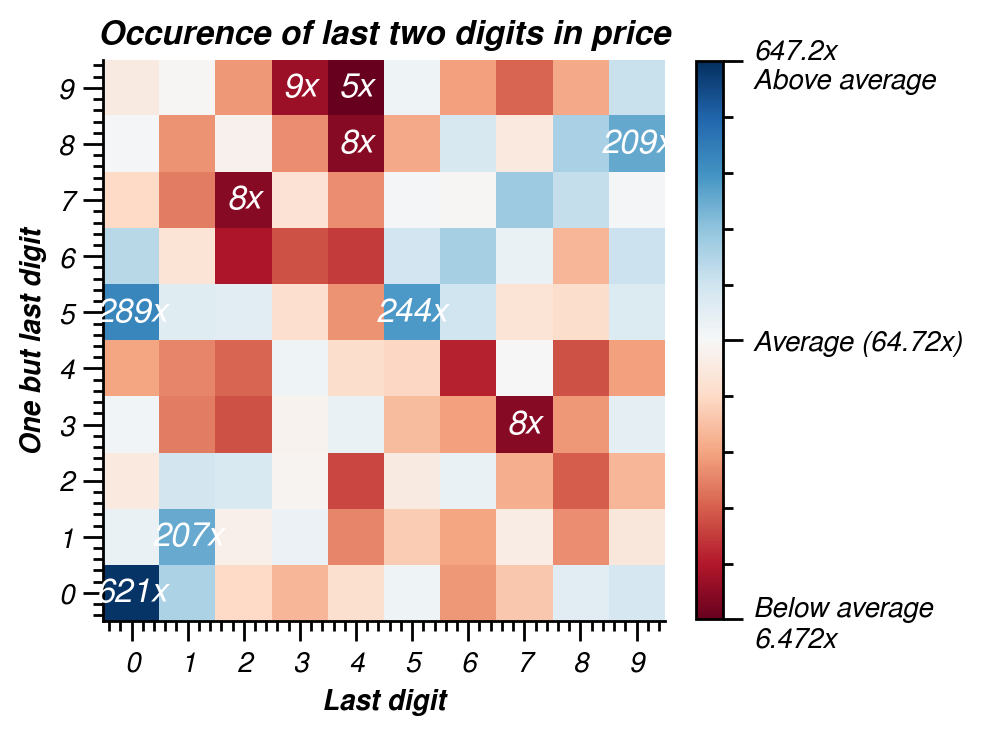 Occurence of last two digits in price
647.2x
Above average
9 9x 5x
8 8x 209x
7 8x
6
5 289x 244x
Average (64.72x)
4
3 8x
2
1 207x
0 621x
Below average
6.472x
0 1 2 3 4 5 6 7 8 9
Last digit
One but last digit